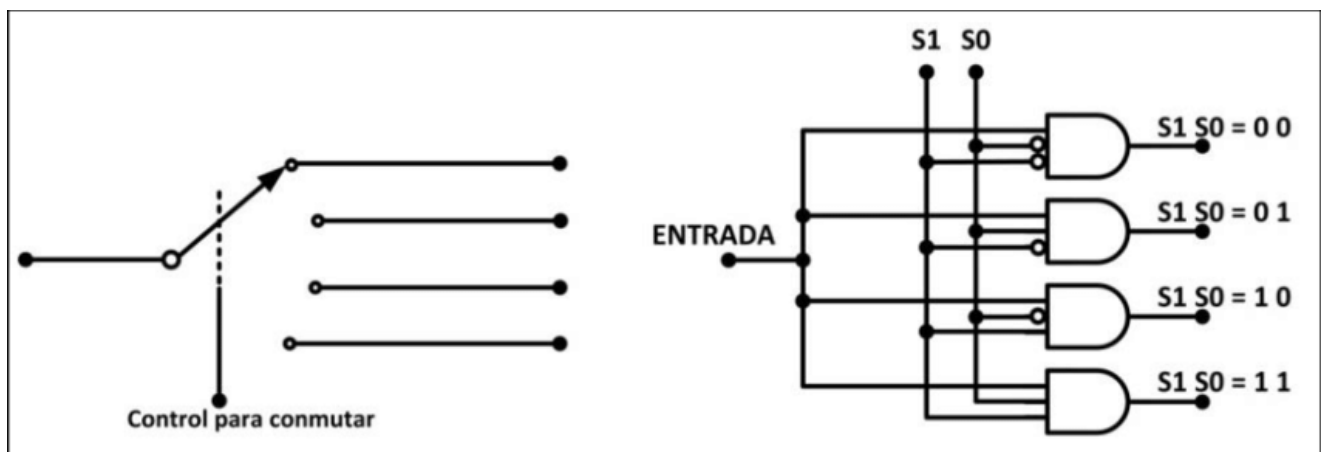 S1 S0
S1 S0 = 0 0
S1 S0 = 0 1
ENTRADA
S1 S0 = 1 0
S1 S0 = 1 1
Control para conmutar